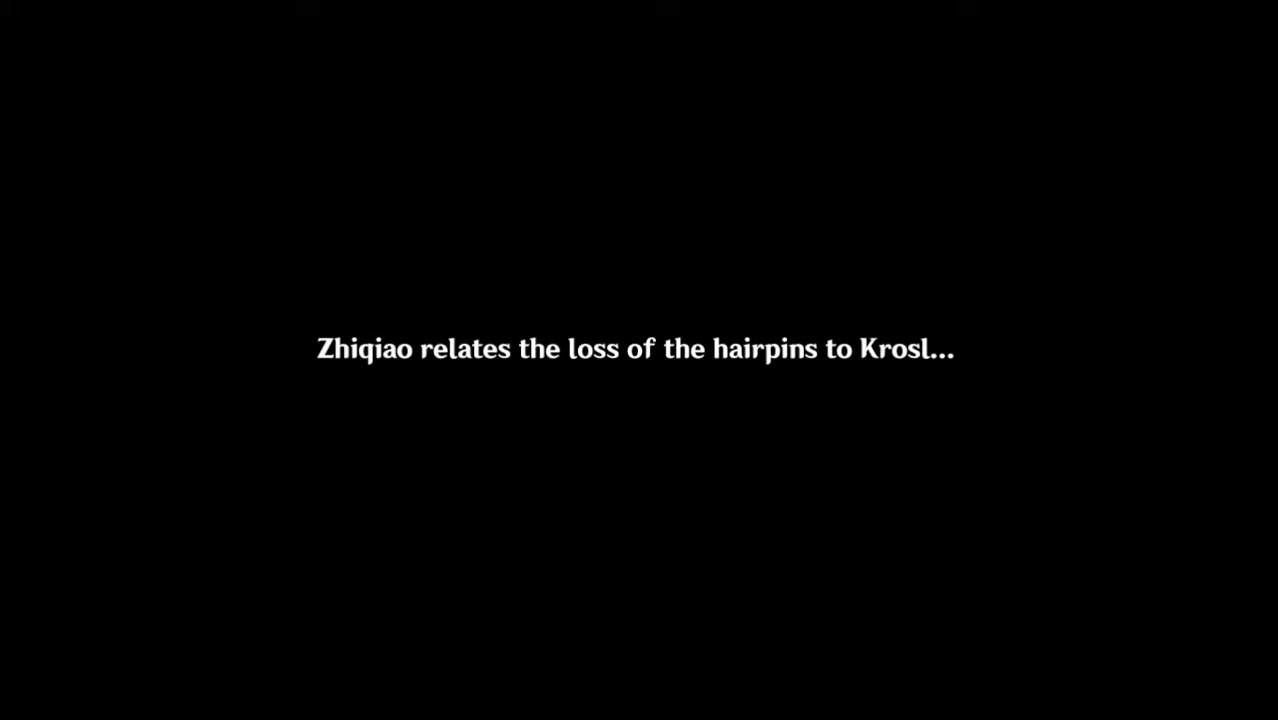 Zhiqiao relates the loss of the hairpins to Krosl...